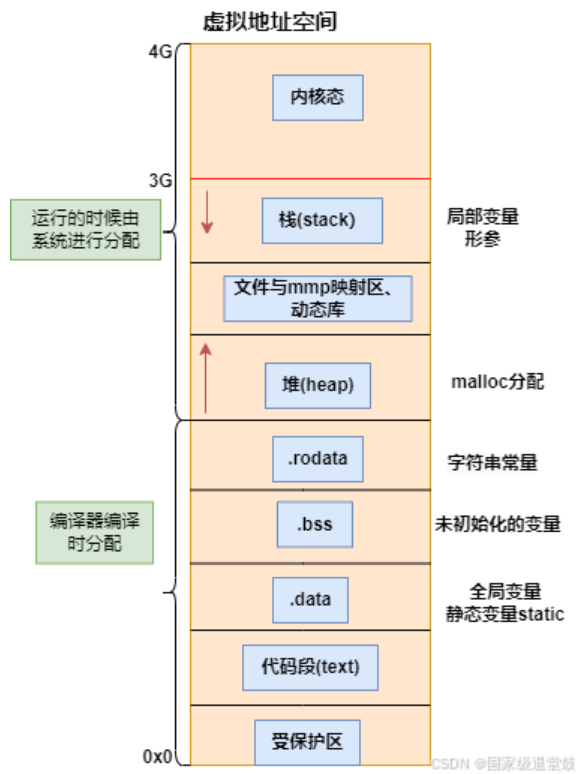 虚拟地址空间
4G
内核态
3G
运行的时候由
系统进行分配
栈(stack)
局部变量
形参
文件与mmp映射区、
动态库
堆(heap)
malloc分配
.rodata
字符串常量
编译器编译
时分配
.bss
未初始化的变量
.data
全局变量
静态变量static
代码段(text)
受保护区
0x0
CSDN @国家级退堂鼓